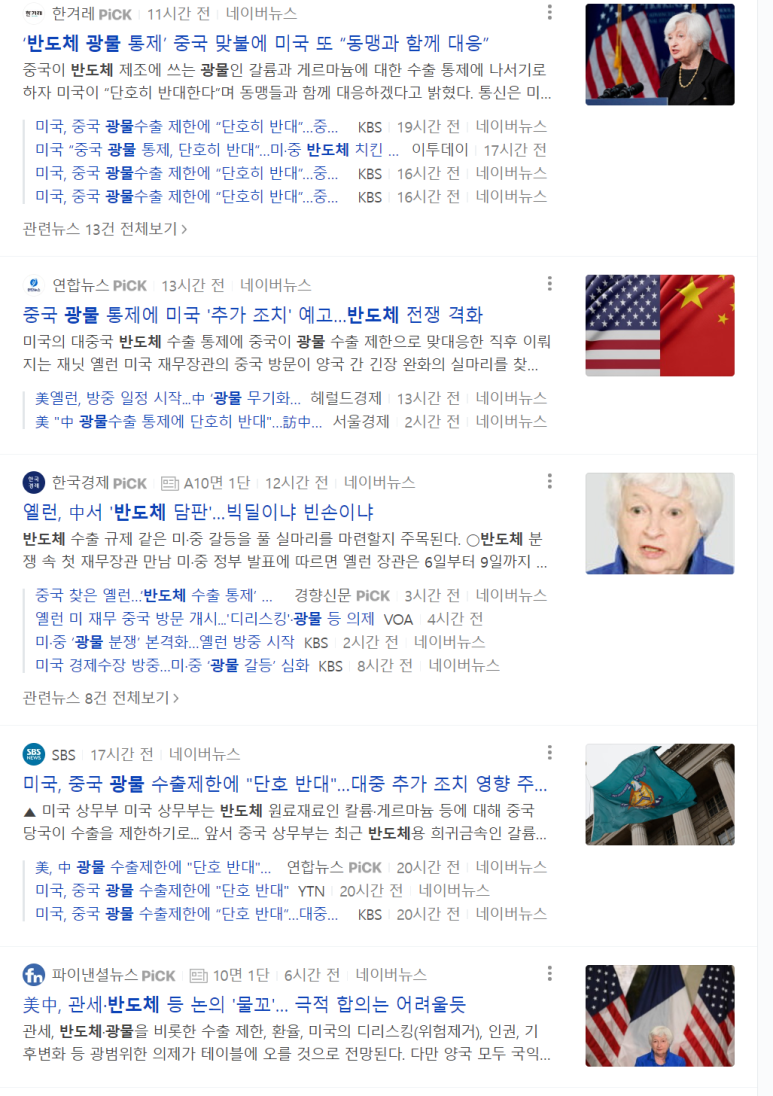 한겨레 한겨레 PiCK 11시간 전 네이버뉴스
‘반도체 광물 통제’ 중국 맞불에 미국 또 “동맹과 함께 대응”
중국이 반도체 제조에 쓰는 광물인 갈륨과 게르마늄에 대한 수출 통제에 나서기로
하자 미국이 “단호히 반대한다”며 동맹들과 함께 대응하겠다고 밝혔다. 통신은 미...
미국, 중국 광물수출 제한에 “단호히 반대”...중... KBS 19시간 전 네이버뉴스
미국 “중국 광물 통제, 단호히 반대”…미·중 반도체 치킨 ... 이투데이 17시간 전
미국, 중국 광물수출 제한에 “단호히 반대”...중... KBS 16시간 전 네이버뉴스
미국, 중국 광물수출 제한에 “단호히 반대”...중... KBS 16시간 전 네이버뉴스
관련뉴스 13건 전체보기 >
연합뉴스 PiCK 13시간 전 네이버뉴스
중국 광물 통제에 미국 '추가 조치' 예고…반도체 전쟁 격화
미국의 대중국 반도체 수출 통제에 중국이 광물 수출 제한으로 맞대응한 직후 이뤄
지는 재닛 옐런 미국 재무장관의 중국 방문이 양국 간 긴장 완화의 실마리를 찾...
美옐런, 방중 일정 시작...中 ‘광물 무기화... 헤럴드경제 13시간 전 네이버뉴스
美 "中 광물수출 통제에 단호히 반대"…訪中... 서울경제 2시간 전 네이버뉴스
한국경제 한국경제 PiCK A10면 1단 12시간 전 네이버뉴스
옐런, 中서 '반도체 담판'…빅딜이냐 빈손이냐
반도체 수출 규제 같은 미·중 갈등을 풀 실마리를 마련할지 주목된다. ○반도체 분
쟁 속 첫 재무장관 만남 미·중 정부 발표에 따르면 옐런 장관은 6일부터 9일까지 ...
중국 찾은 옐런…‘반도체 수출 통제’ ... 경향신문 PiCK 3시간 전 네이버뉴스
옐런 미 재무 중국 방문 개시...'디리스킹'·광물 등 의제 VOA 4시간 전
미·중 ‘광물 분쟁’ 본격화…옐런 방중 시작 KBS 2시간 전 네이버뉴스
미국 경제수장 방중…미·중 ‘광물 갈등’ 심화 KBS 8시간 전 네이버뉴스
관련뉴스 8건 전체보기 >
SBS NEWS SBS 17시간 전 네이버뉴스
미국, 중국 광물 수출제한에 "단호 반대"…대중 추가 조치 영향 주...
▲ 미국 상무부 미국 상무부는 반도체 원료재료인 칼륨·게르마늄 등에 대해 중국
당국이 수출을 제한하기로... 앞서 중국 상무부는 최근 반도체용 희귀금속인 갈륨...
美, 中 광물 수출제한에 "단호 반대"... 연합뉴스 PiCK 20시간 전 네이버뉴스
미국, 중국 광물 수출제한에 "단호 반대" YTN 20시간 전 네이버뉴스
미국, 중국 광물 수출제한에 “단호 반대”…대중... KBS 20시간 전 네이버뉴스
fn 파이낸셜뉴스 PiCK 10면 1단 6시간 전 네이버뉴스
美中, 관세·반도체 등 논의 '물꼬'... 극적 합의는 어려울듯
관세, 반도체·광물을 비롯한 수출 제한, 환율, 미국의 디리스킹(위험제거), 인권, 기
후변화 등 광범위한 의제가 테이블에 오를 것으로 전망된다. 다만 양국 모두 국익...